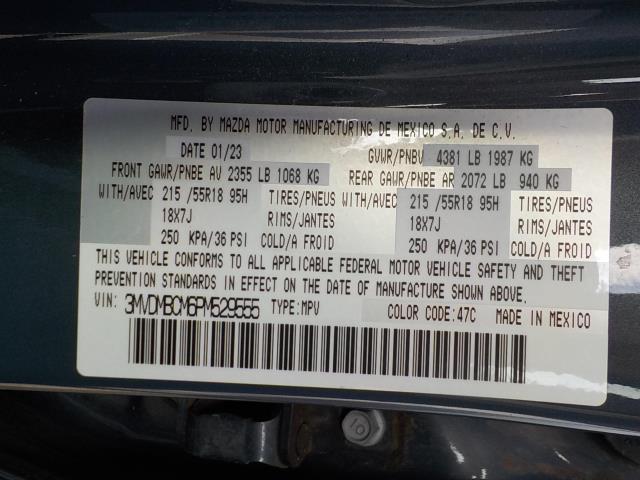 MFD. BY MAZDA MOTOR MANUFACTURING DE MEXICO S.A. DE C.V.
DATE 01/23 GVWR/PNBV 4381 LB 1987 KG
FRONT GAWR/PNBE AV 2355 LB 1068 KG REAR GAWR/PNBE AR 2072 LB 940 KG
WITH/AVEC 215 /55R18 95H TIRES/PNEUS WITH/AVEC 215 /55R18 95H TIRES/PNEUS
18X7J RIMS/JANTES 18X7J RIMS/JANTES
250 KPA/36 PSI COLD/A FROID 250 KPA/36 PSI COLD/A FROID
THIS VEHICLE CONFORMS TO ALL APPLICABLE FEDERAL MOTOR VEHICLE SAFETY AND THEFT
PREVENTION STANDARDS IN EFFECT ON THE DATE OF MANUFACTURE SHOWN ABOVE.
VIN: 3MVDMBCM6PM529555 TYPE:MPV COLOR CODE:47C MADE IN MEXICO
10